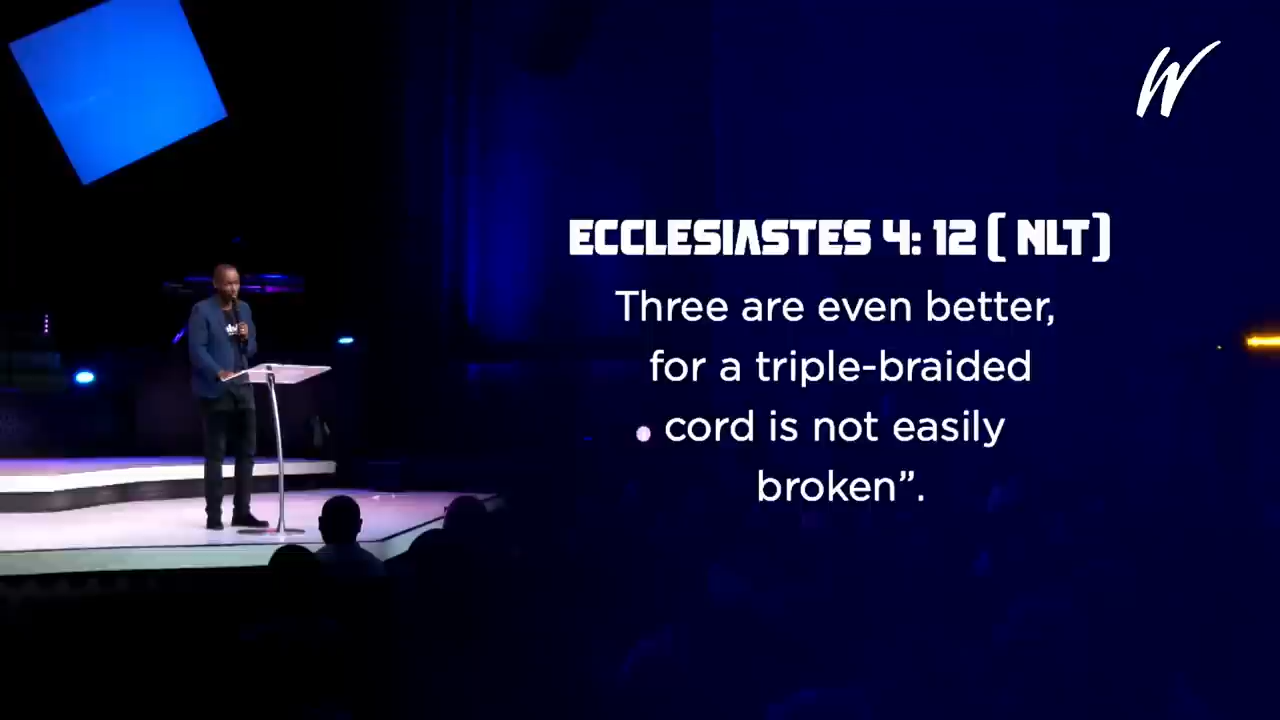 W
ECCLESIASTES 4: 12 ( NLT)
Three are even better,
for a triple-braided
cord is not easily
broken”.